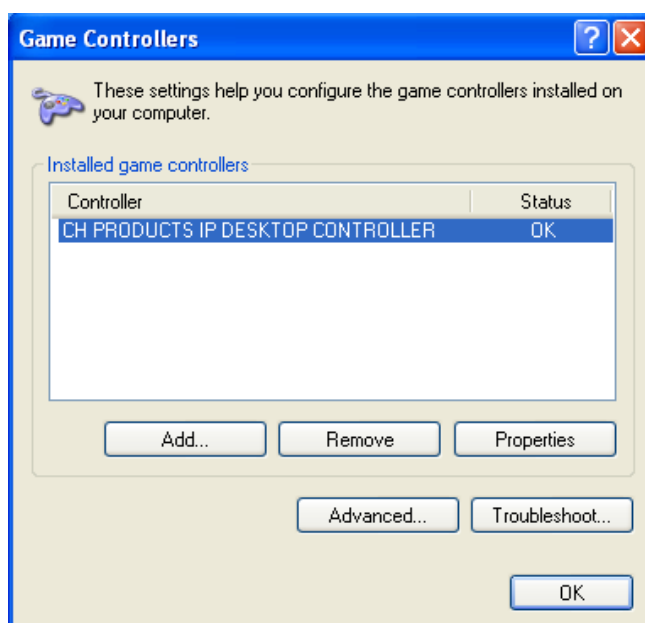 Game Controllers
These settings help you configure the game controllers installed on
your computer.
Installed game controllers
Controller Status
CH PRODUCTS IP DESKTOP CONTROLLER OK
Add... Remove Properties
Advanced... Troubleshoot...
OK